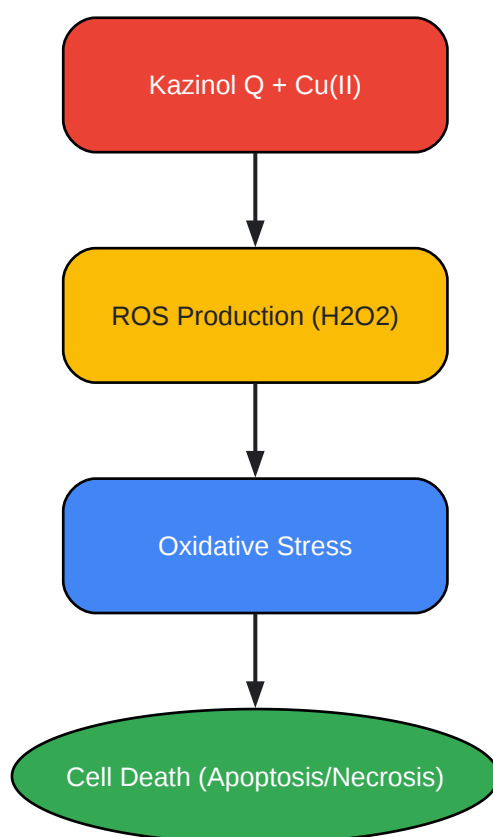 Kazinol Q + Cu(II)
ROS Production (H2O2)
Oxidative Stress
Cell Death (Apoptosis/Necrosis)